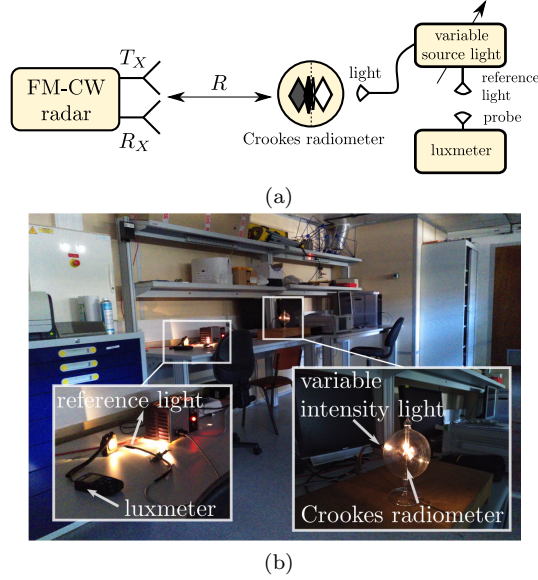 T_X
FM-CW
radar
R_X
R
Crookes radiometer
light
variable
source light
reference
light
probe
luxmeter
(a)
reference light
luxmeter
variable
intensity light
Crookes radiometer
(b)